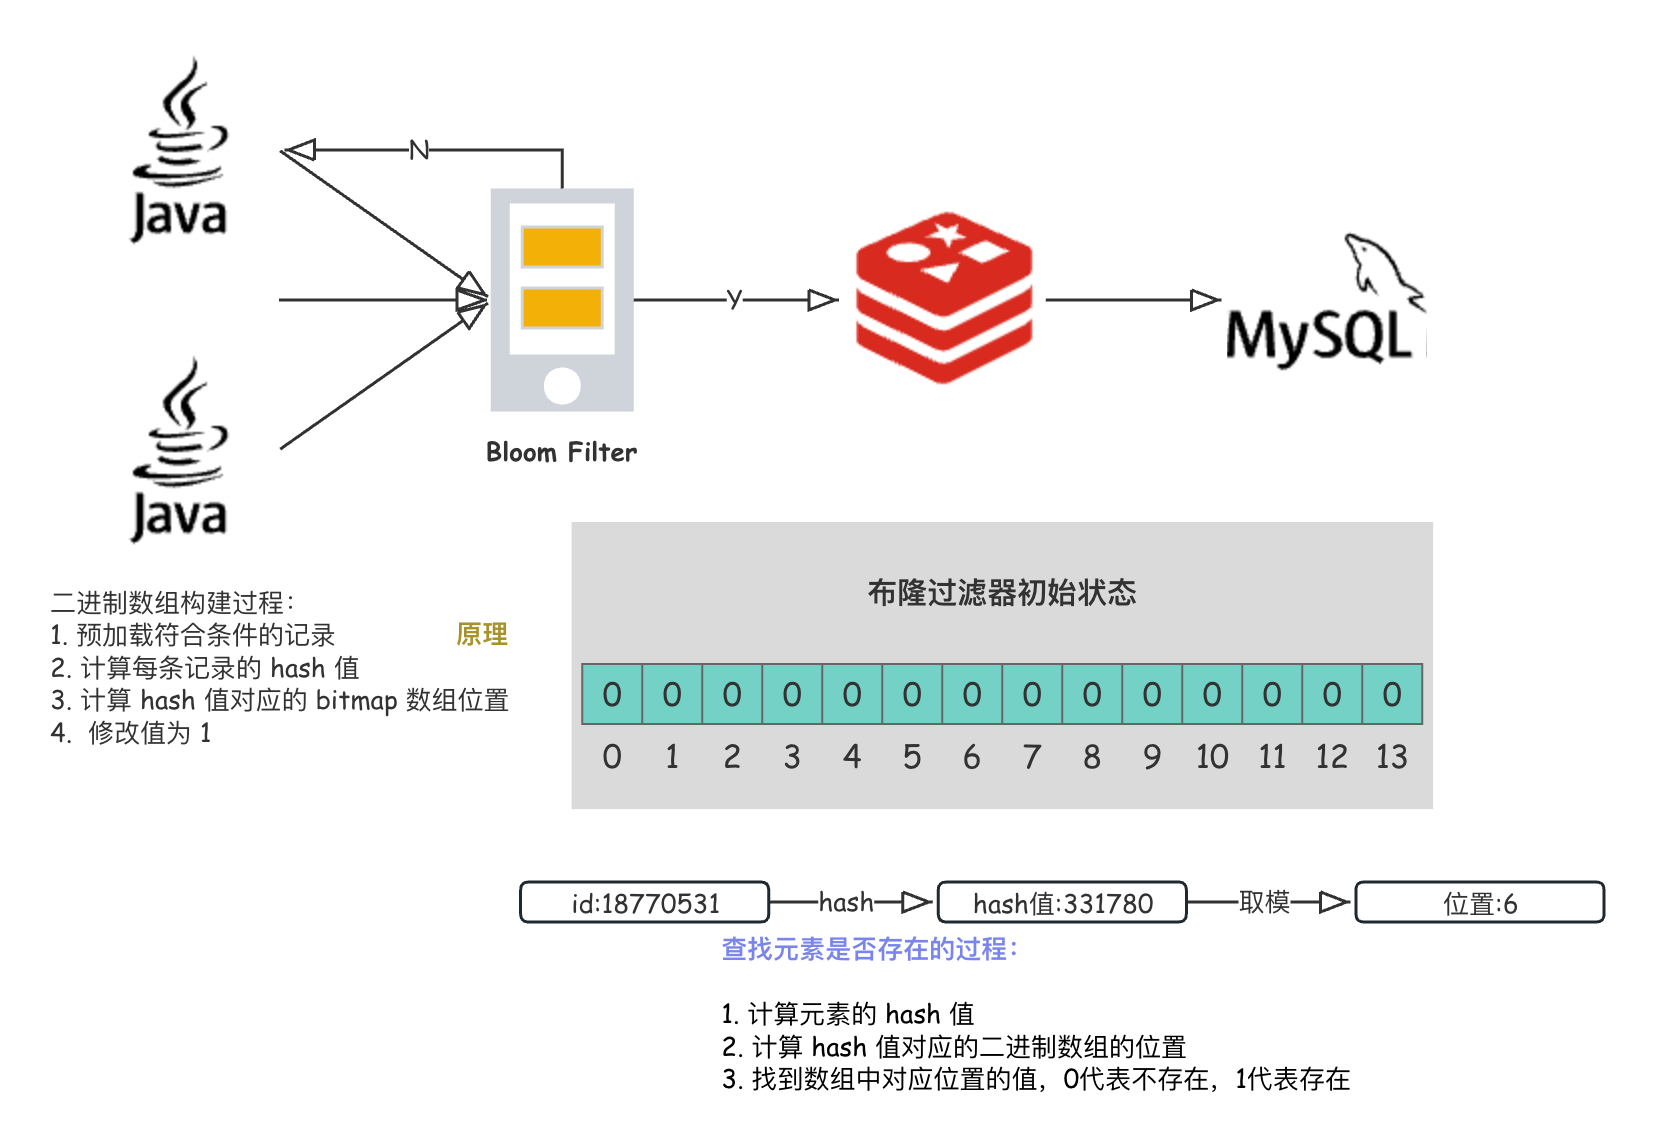 Java
N
Y
MySQL
Bloom Filter
Java
二进制数组构建过程：
1. 预加载符合条件的记录
原理
2. 计算每条记录的 hash 值
3. 计算 hash 值对应的 bitmap 数组位置
4. 修改值为 1
布隆过滤器初始状态
0 0 0 0 0 0 0 0 0 0 0 0 0 0
0 1 2 3 4 5 6 7 8 9 10 11 12 13
id:18770531 hash hash值:331780 取模 位置:6
查找元素是否存在的过程：
1. 计算元素的 hash 值
2. 计算 hash 值对应的二进制数组的位置
3. 找到数组中对应位置的值，0代表不存在，1代表存在